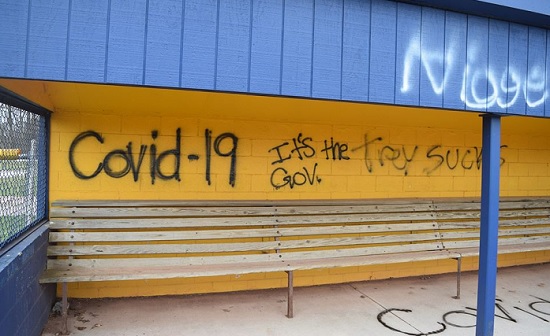 Covid-19
It's the
Gov.
Trey sucks